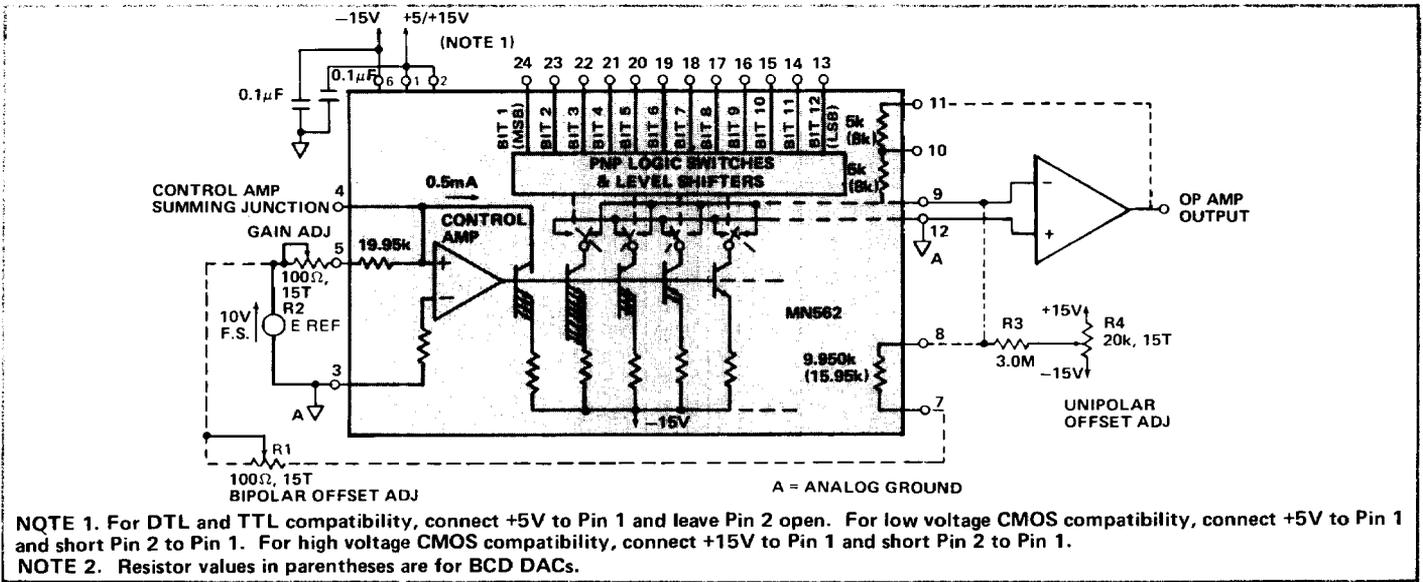 −15V +5/+15V
(NOTE 1)
0.1μF 0.1μF 6 1 2
24 23 22 21 20 19 18 17 16 15 14 13
BIT 1 (MSB)
BIT 2
BIT 3
BIT 4
BIT 5
BIT 6
BIT 7
BIT 8
BIT 9
BIT 10
BIT 11
BIT 12 (LSB)
PNP LOGIC SWITCHES
& LEVEL SHIFTERS
5k
(8k)
11
10
5k
(8k)
9
12
A
−
+
OP AMP
OUTPUT
CONTROL AMP
SUMMING JUNCTION
4
0.5mA
CONTROL
AMP
+
−
GAIN ADJ
5
19.95k
100Ω,
15T
R2
10V
F.S.
E REF
3
A
MN562
9.950k
(15.95k)
8
7
R3
3.0M
+15V
R4
20k, 15T
−15V
UNIPOLAR
OFFSET ADJ
−15V
R1
100Ω, 15T
BIPOLAR OFFSET ADJ
A = ANALOG GROUND
NOTE 1. For DTL and TTL compatibility, connect +5V to Pin 1 and leave Pin 2 open. For low voltage CMOS compatibility, connect +5V to Pin 1
and short Pin 2 to Pin 1. For high voltage CMOS compatibility, connect +15V to Pin 1 and short Pin 2 to Pin 1.
NOTE 2. Resistor values in parentheses are for BCD DACs.